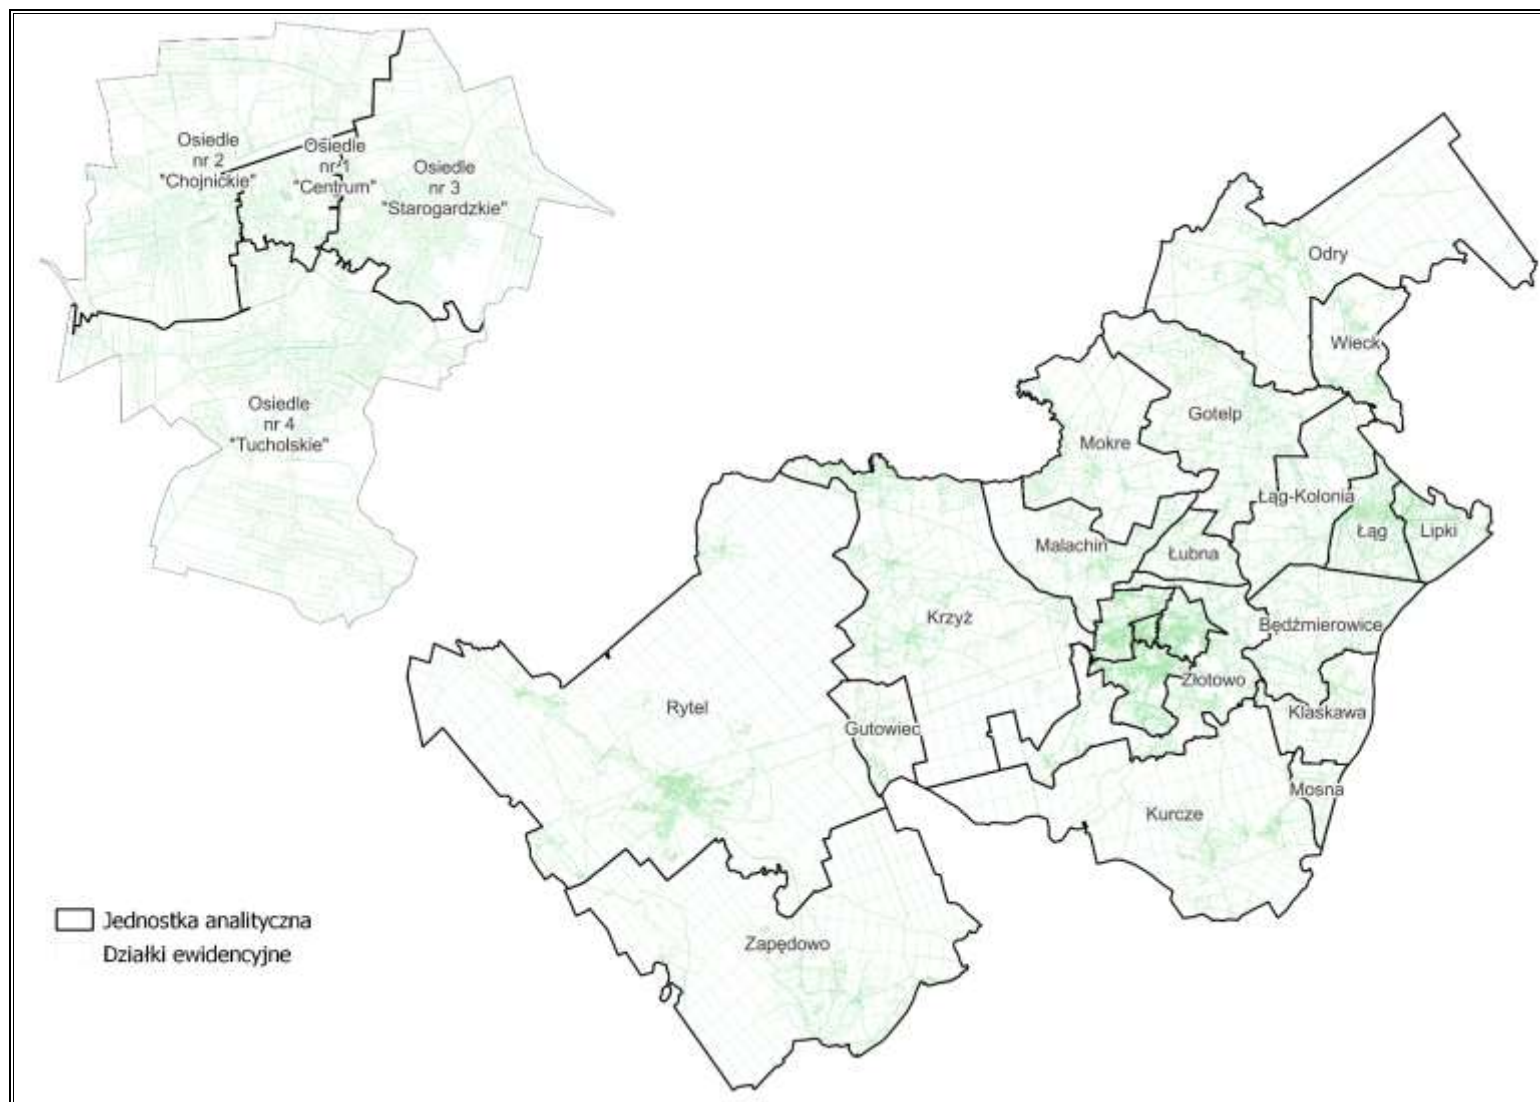 Osiedle
nr 2
"Chojnickie"
Osiedle
nr 1
"Centrum"
Osiedle
nr 3
"Starogardzkie"
Osiedle
nr 4
"Tucholskie"
Odry
Wieck
Gotelp
Mokre
Łąg-Kolonia
Łąg
Lipki
Malachin
Łubna
Krzyż
Będźmierowice
Złotowo
Rytel
Gutowiec
Klaskawa
Mosna
Kurcze
Zapędowo
Jednostka analityczna
Działki ewidencyjne